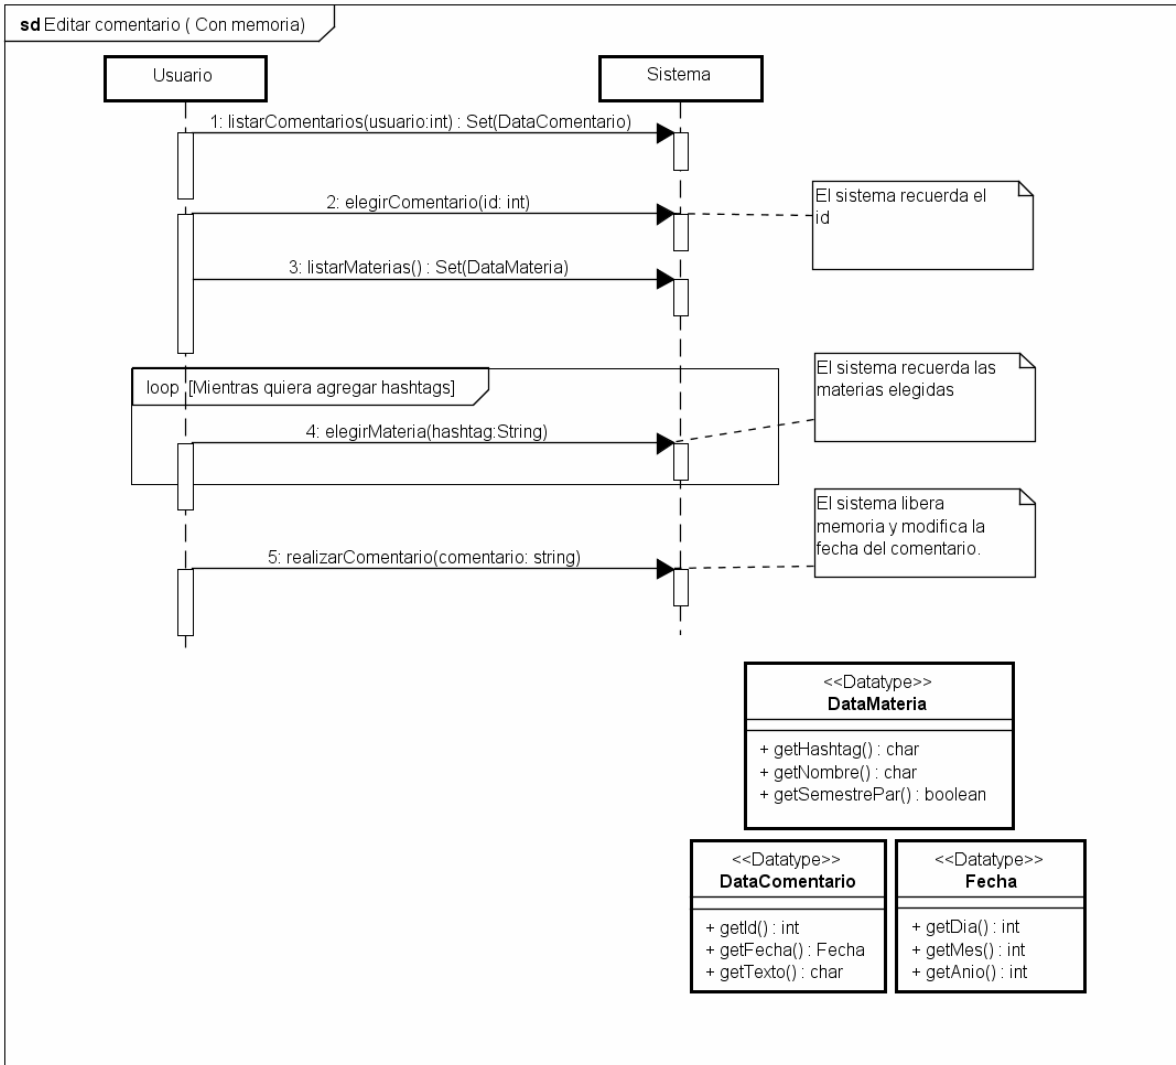 sd Editar comentario ( Con memoria)
Usuario
Sistema
1: listarComentarios(usuario:int) : Set(DataComentario)
2: elegirComentario(id: int)
El sistema recuerda el
id
3: listarMaterias() : Set(DataMateria)
loop [Mientras quiera agregar hashtags]
El sistema recuerda las
materias elegidas
4: elegirMateria(hashtag:String)
El sistema libera
memoria y modifica la
fecha del comentario.
5: realizarComentario(comentario: string)
<<Datatype>>
DataMateria
+ getHashtag() : char
+ getNombre() : char
+ getSemestrePar() : boolean
<<Datatype>>
DataComentario
+ getId() : int
+ getFecha() : Fecha
+ getTexto() : char
<<Datatype>>
Fecha
+ getDia() : int
+ getMes() : int
+ getAnio() : int